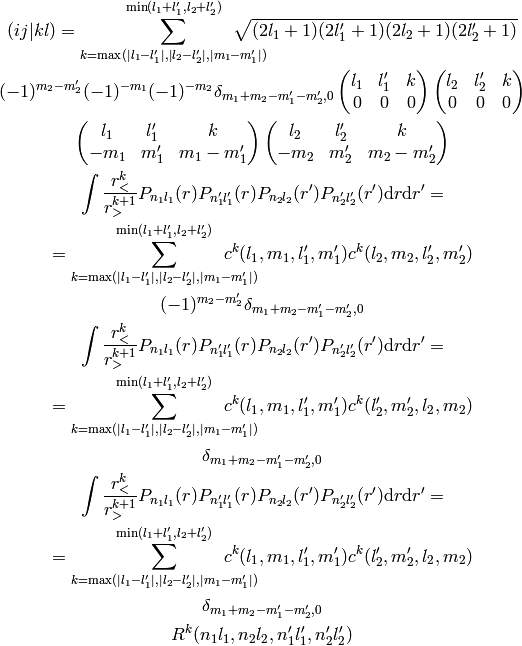 $(ij|kl) = \sum_{k=\max(|l_1-l_1'|,|l_2-l_2'|,|m_1-m_1'|)}^{\min(l_1+l_1',l_2+l_2')} \sqrt{(2l_1+1)(2l_1'+1)(2l_2+1)(2l_2'+1)}$
$(-1)^{m_2-m_2'}(-1)^{-m_1}(-1)^{-m_2}\delta_{m_1+m_2-m_1'-m_2',0} \begin{pmatrix} l_1 & l_1' & k \\ 0 & 0 & 0 \end{pmatrix} \begin{pmatrix} l_2 & l_2' & k \\ 0 & 0 & 0 \end{pmatrix}$
$\begin{pmatrix} l_1 & l_1' & k \\ -m_1 & m_1' & m_1-m_1' \end{pmatrix} \begin{pmatrix} l_2 & l_2' & k \\ -m_2 & m_2' & m_2-m_2' \end{pmatrix}$
$\int \frac{r_<^k}{r_>^{k+1}} P_{n_1l_1}(r)P_{n_1'l_1'}(r)P_{n_2l_2}(r')P_{n_2'l_2'}(r')\mathrm{d}r\mathrm{d}r' =$
$= \sum_{k=\max(|l_1-l_1'|,|l_2-l_2'|,|m_1-m_1'|)}^{\min(l_1+l_1',l_2+l_2')} c^k(l_1,m_1,l_1',m_1')c^k(l_2,m_2,l_2',m_2')$
$(-1)^{m_2-m_2'}\delta_{m_1+m_2-m_1'-m_2',0}$
$\int \frac{r_<^k}{r_>^{k+1}} P_{n_1l_1}(r)P_{n_1'l_1'}(r)P_{n_2l_2}(r')P_{n_2'l_2'}(r')\mathrm{d}r\mathrm{d}r' =$
$= \sum_{k=\max(|l_1-l_1'|,|l_2-l_2'|,|m_1-m_1'|)}^{\min(l_1+l_1',l_2+l_2')} c^k(l_1,m_1,l_1',m_1')c^k(l_2',m_2',l_2,m_2)$
$\delta_{m_1+m_2-m_1'-m_2',0}$
$\int \frac{r_<^k}{r_>^{k+1}} P_{n_1l_1}(r)P_{n_1'l_1'}(r)P_{n_2l_2}(r')P_{n_2'l_2'}(r')\mathrm{d}r\mathrm{d}r' =$
$= \sum_{k=\max(|l_1-l_1'|,|l_2-l_2'|,|m_1-m_1'|)}^{\min(l_1+l_1',l_2+l_2')} c^k(l_1,m_1,l_1',m_1')c^k(l_2',m_2',l_2,m_2)$
$\delta_{m_1+m_2-m_1'-m_2',0}$
$R^k(n_1l_1,n_2l_2,n_1'l_1',n_2'l_2')$